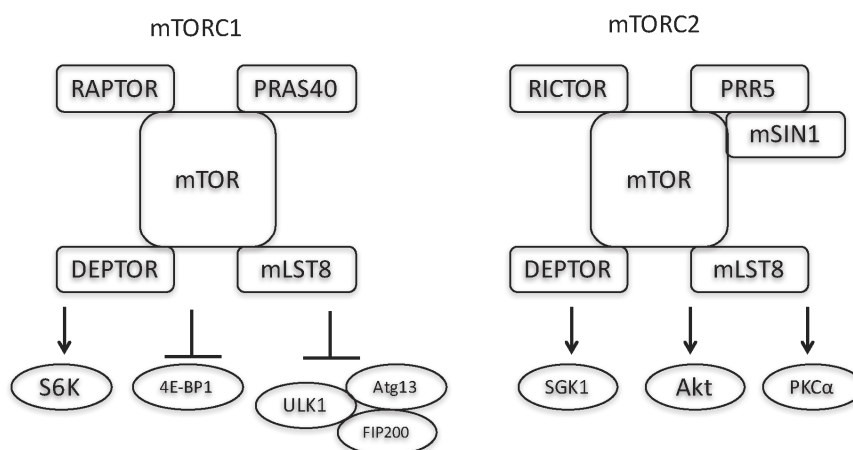 mTORC1
RAPTOR
PRAS40
mTOR
DEPTOR
mLST8
S6K
4E-BP1
ULK1
Atg13
FIP200
mTORC2
RICTOR
PRR5
mSIN1
mTOR
DEPTOR
mLST8
SGK1
Akt
PKCα